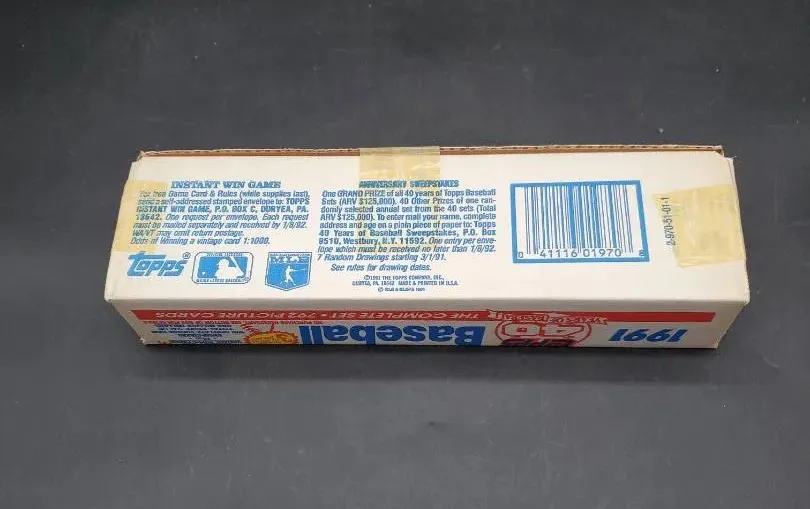 INSTANT WIN GAME
For free Game Card & Rules (while supplies last),
send a self-addressed stamped envelope to: TOPPS
INSTANT WIN GAME, P.O. BOX C, DURYEA, PA.
18642. One request per envelope. Each request
must be mailed separately and received by 1/8/92.
WA/VT may omit return postage.
Odds of Winning a vintage card 1:1000.
Topps®
ANNIVERSARY SWEEPSTAKES
One GRAND PRIZE of all 40 years of Topps Baseball
Sets (ARV $125,000). 40 Other Prizes of one ran-
domly selected annual set from the 40 sets (Total
ARV $125,000). To enter mail your name, complete
address and age on a plain piece of paper to: Topps
40 Years of Baseball Sweepstakes, P.O. Box
9510, Westbury, N.Y. 11592. One entry per enve-
lope which must be received no later than 1/8/92.
7 Random Drawings starting 3/1/91.
See rules for drawing dates.
©1991 THE TOPPS COMPANY, INC.,
DURYEA, PA. 18642 MADE & PRINTED IN U.S.A.
0 41116 01970 8
2-970-51-01-1
THE COMPLETE SET • 792 PICTURE CARDS
1991
40
YEARS OF BASEBALL
Baseball